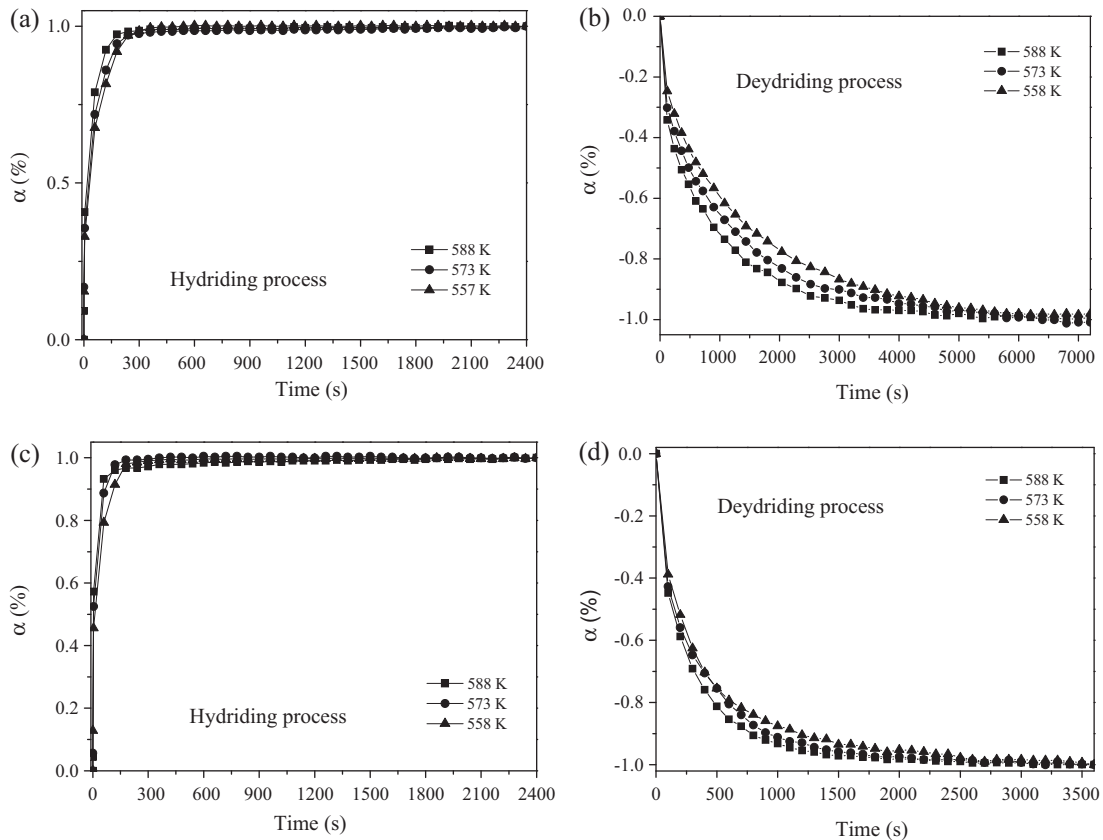 (a)
1.0
0.5
0.0
α (%)
588 K
573 K
557 K
Hydriding process
0 300 600 900 1200 1500 1800 2100 2400
Time (s)
(b)
0.0
-0.2
-0.4
-0.6
-0.8
-1.0
α (%)
588 K
573 K
558 K
Deydriding process
0 1000 2000 3000 4000 5000 6000 7000
Time (s)
(c)
1.0
0.8
0.6
0.4
0.2
0.0
α (%)
588 K
573 K
558 K
Hydriding process
0 300 600 900 1200 1500 1800 2100 2400
Time (s)
(d)
0.0
-0.2
-0.4
-0.6
-0.8
-1.0
α (%)
588 K
573 K
558 K
Deydriding process
0 500 1000 1500 2000 2500 3000 3500
Time (s)